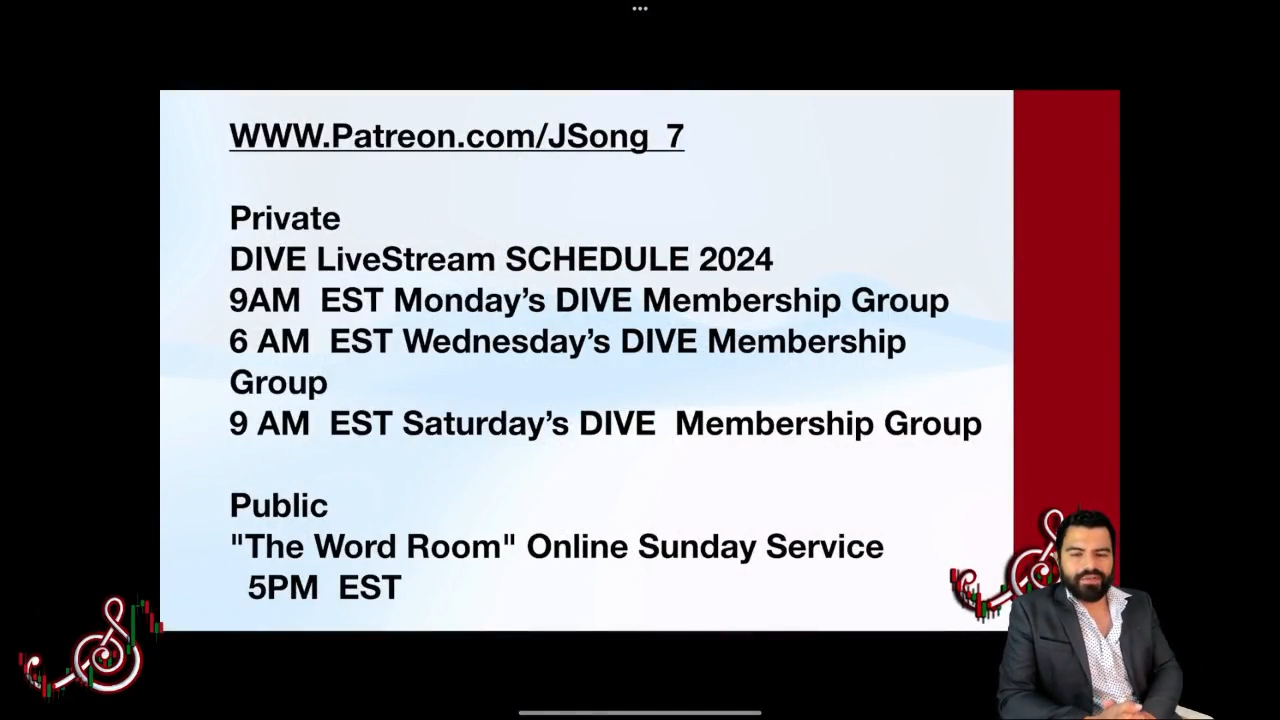 WWW.Patreon.com/JSong_7
Private
DIVE LiveStream SCHEDULE 2024
9AM  EST Monday’s DIVE Membership Group
6 AM  EST Wednesday’s DIVE Membership
Group
9 AM  EST Saturday’s DIVE  Membership Group
Public
"The Word Room" Online Sunday Service
5PM  EST